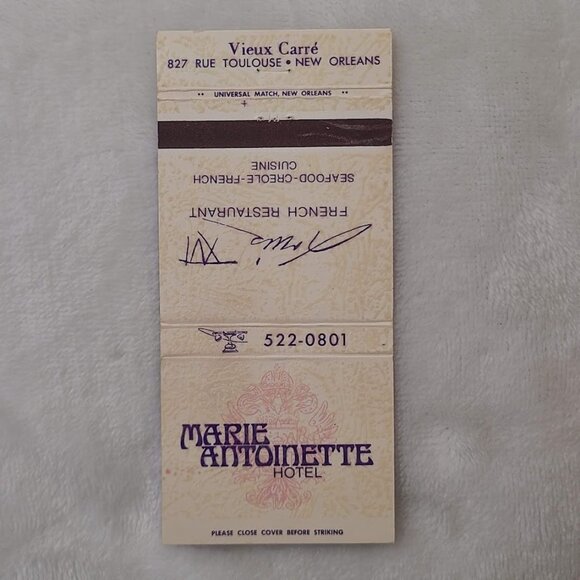 Vieux Carré
827 RUE TOULOUSE • NEW ORLEANS
•• UNIVERSAL MATCH, NEW ORLEANS ••
SEAFOOD-CREOLE-FRENCH
CUISINE
FRENCH RESTAURANT
Louis XVI
522-0801
MARIE
ANTOINETTE
HOTEL
PLEASE CLOSE COVER BEFORE STRIKING